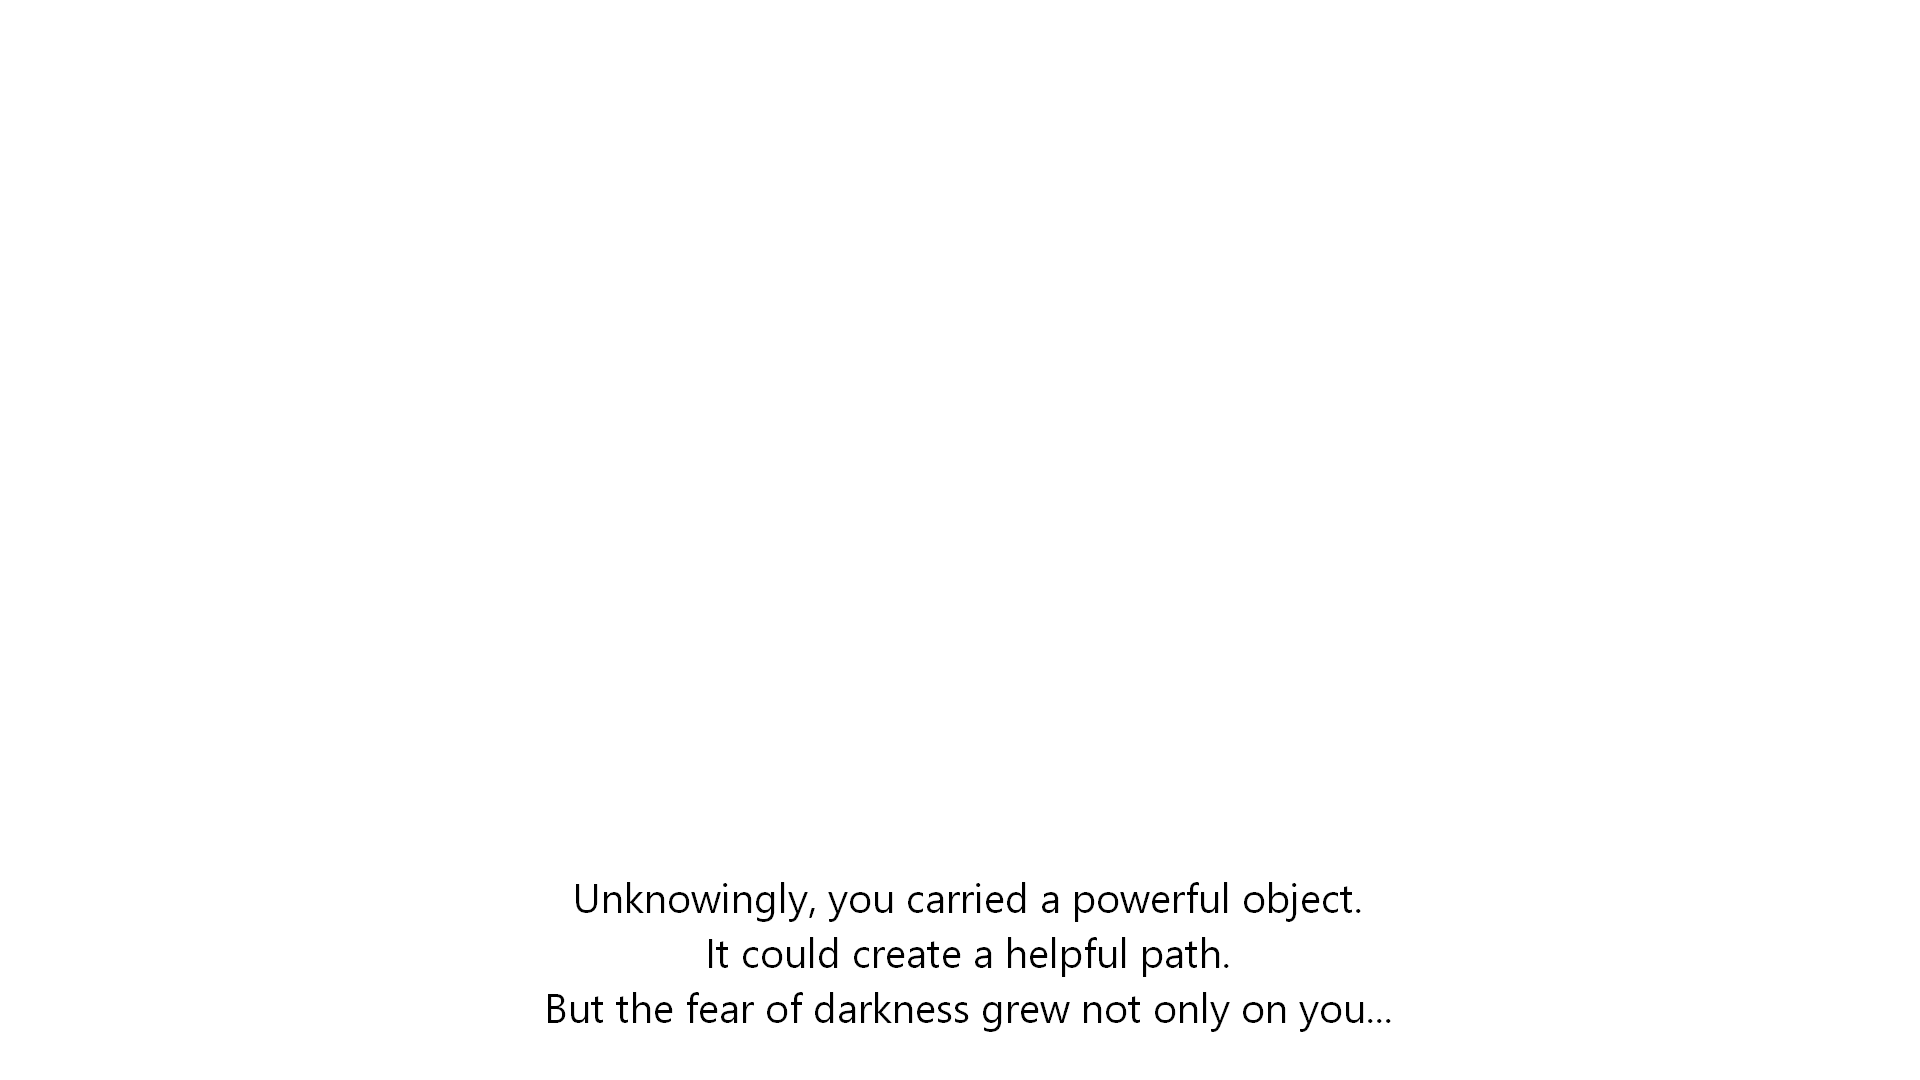 Unknowingly, you carried a powerful object.
It could create a helpful path.
But the fear of darkness grew not only on you...